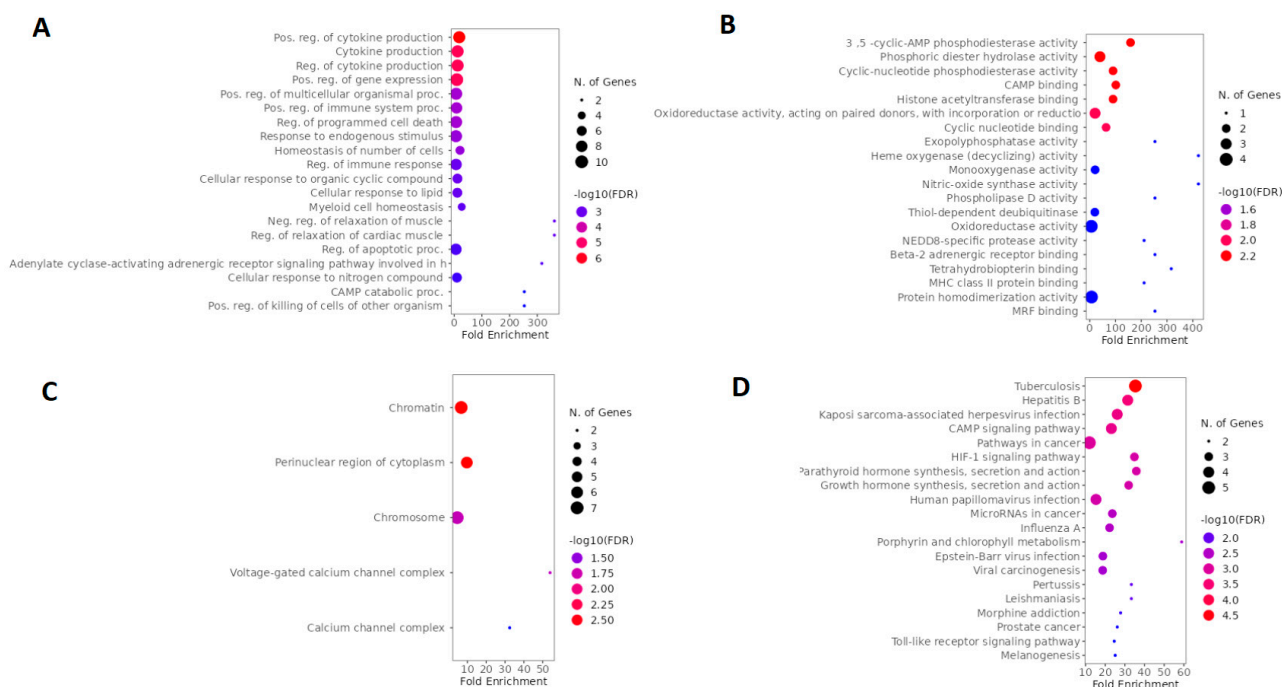 A
Pos. reg. of cytokine production
Cytokine production
Reg. of cytokine production
Pos. reg. of gene expression
Pos. reg. of multicellular organismal proc.
Pos. reg. of immune system proc.
Reg. of programmed cell death
Response to endogenous stimulus
Homeostasis of number of cells
Reg. of immune response
Cellular response to organic cyclic compound
Cellular response to lipid
Myeloid cell homeostasis
Neg. reg. of relaxation of muscle
Reg. of relaxation of cardiac muscle
Reg. of apoptotic proc.
Adenylate cyclase-activating adrenergic receptor signaling pathway involved in h
Cellular response to nitrogen compound
CAMP catabolic proc.
Pos. reg. of killing of cells of other organism
0 100 200 300
Fold Enrichment
N. of Genes
2
4
6
8
10
-log10(FDR)
3
4
5
6
B
3 ,5 -cyclic-AMP phosphodiesterase activity
Phosphoric diester hydrolase activity
Cyclic-nucleotide phosphodiesterase activity
CAMP binding
Histone acetyltransferase binding
Oxidoreductase activity, acting on paired donors, with incorporation or reductio
Cyclic nucleotide binding
Exopolyphosphatase activity
Heme oxygenase (decyclizing) activity
Monooxygenase activity
Nitric-oxide synthase activity
Phospholipase D activity
Thiol-dependent deubiquitinase
Oxidoreductase activity
NEDD8-specific protease activity
Beta-2 adrenergic receptor binding
Tetrahydrobiopterin binding
MHC class II protein binding
Protein homodimerization activity
MRF binding
0 100 200 300 400
Fold Enrichment
N. of Genes
1
2
3
4
-log10(FDR)
1.6
1.8
2.0
2.2
C
Chromatin
Perinuclear region of cytoplasm
Chromosome
Voltage-gated calcium channel complex
Calcium channel complex
10 20 30 40 50
Fold Enrichment
N. of Genes
2
3
4
5
6
7
-log10(FDR)
1.50
1.75
2.00
2.25
2.50
D
Tuberculosis
Hepatitis B
Kaposi sarcoma-associated herpesvirus infection
CAMP signaling pathway
Pathways in cancer
HIF-1 signaling pathway
Parathyroid hormone synthesis, secretion and action
Growth hormone synthesis, secretion and action
Human papillomavirus infection
MicroRNAs in cancer
Influenza A
Porphyrin and chlorophyll metabolism
Epstein-Barr virus infection
Viral carcinogenesis
Pertussis
Leishmaniasis
Morphine addiction
Prostate cancer
Toll-like receptor signaling pathway
Melanogenesis
10 20 30 40 50 60
Fold Enrichment
N. of Genes
2
3
4
5
-log10(FDR)
2.0
2.5
3.0
3.5
4.0
4.5